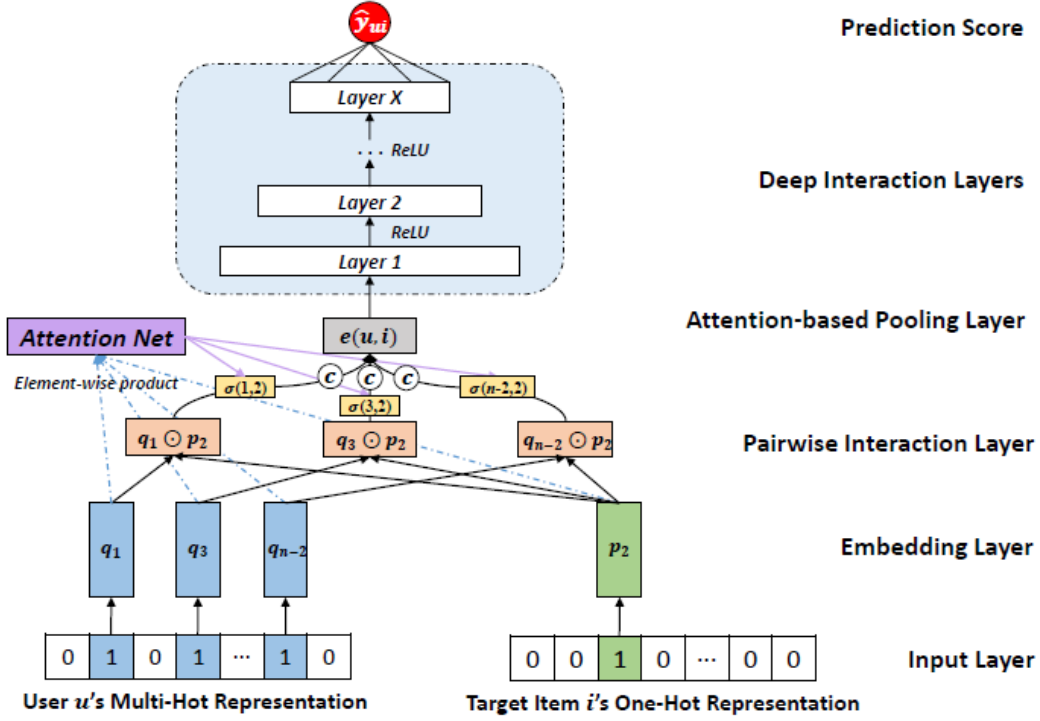 ŷui
Prediction Score
Layer X
... ReLU
Deep Interaction Layers
Layer 2
ReLU
Layer 1
Attention Net
e(u, i)
Attention-based Pooling Layer
Element-wise product
c c c
σ(1,2)
σ(3,2)
σ(n-2,2)
q1 ⊙ p2
q3 ⊙ p2
qn−2 ⊙ p2
Pairwise Interaction Layer
q1
q3
qn−2
p2
Embedding Layer
0 1 0 1 ... 1 0
0 0 1 0 ... 0 0
Input Layer
User u's Multi-Hot Representation
Target Item i's One-Hot Representation